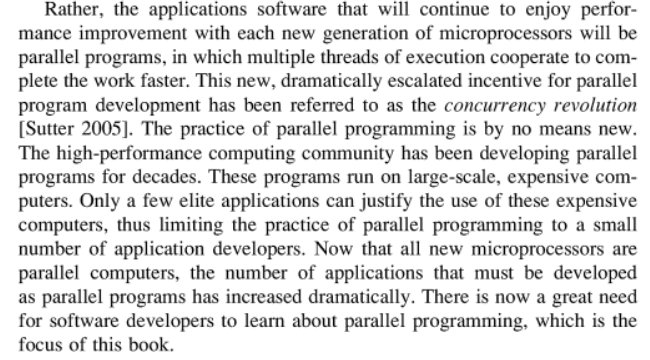 Rather, the applications software that will continue to enjoy perfor-
mance improvement with each new generation of microprocessors will be
parallel programs, in which multiple threads of execution cooperate to com-
plete the work faster. This new, dramatically escalated incentive for parallel
program development has been referred to as the concurrency revolution
[Sutter 2005]. The practice of parallel programming is by no means new.
The high-performance computing community has been developing parallel
programs for decades. These programs run on large-scale, expensive com-
puters. Only a few elite applications can justify the use of these expensive
computers, thus limiting the practice of parallel programming to a small
number of application developers. Now that all new microprocessors are
parallel computers, the number of applications that must be developed
as parallel programs has increased dramatically. There is now a great need
for software developers to learn about parallel programming, which is the
focus of this book.